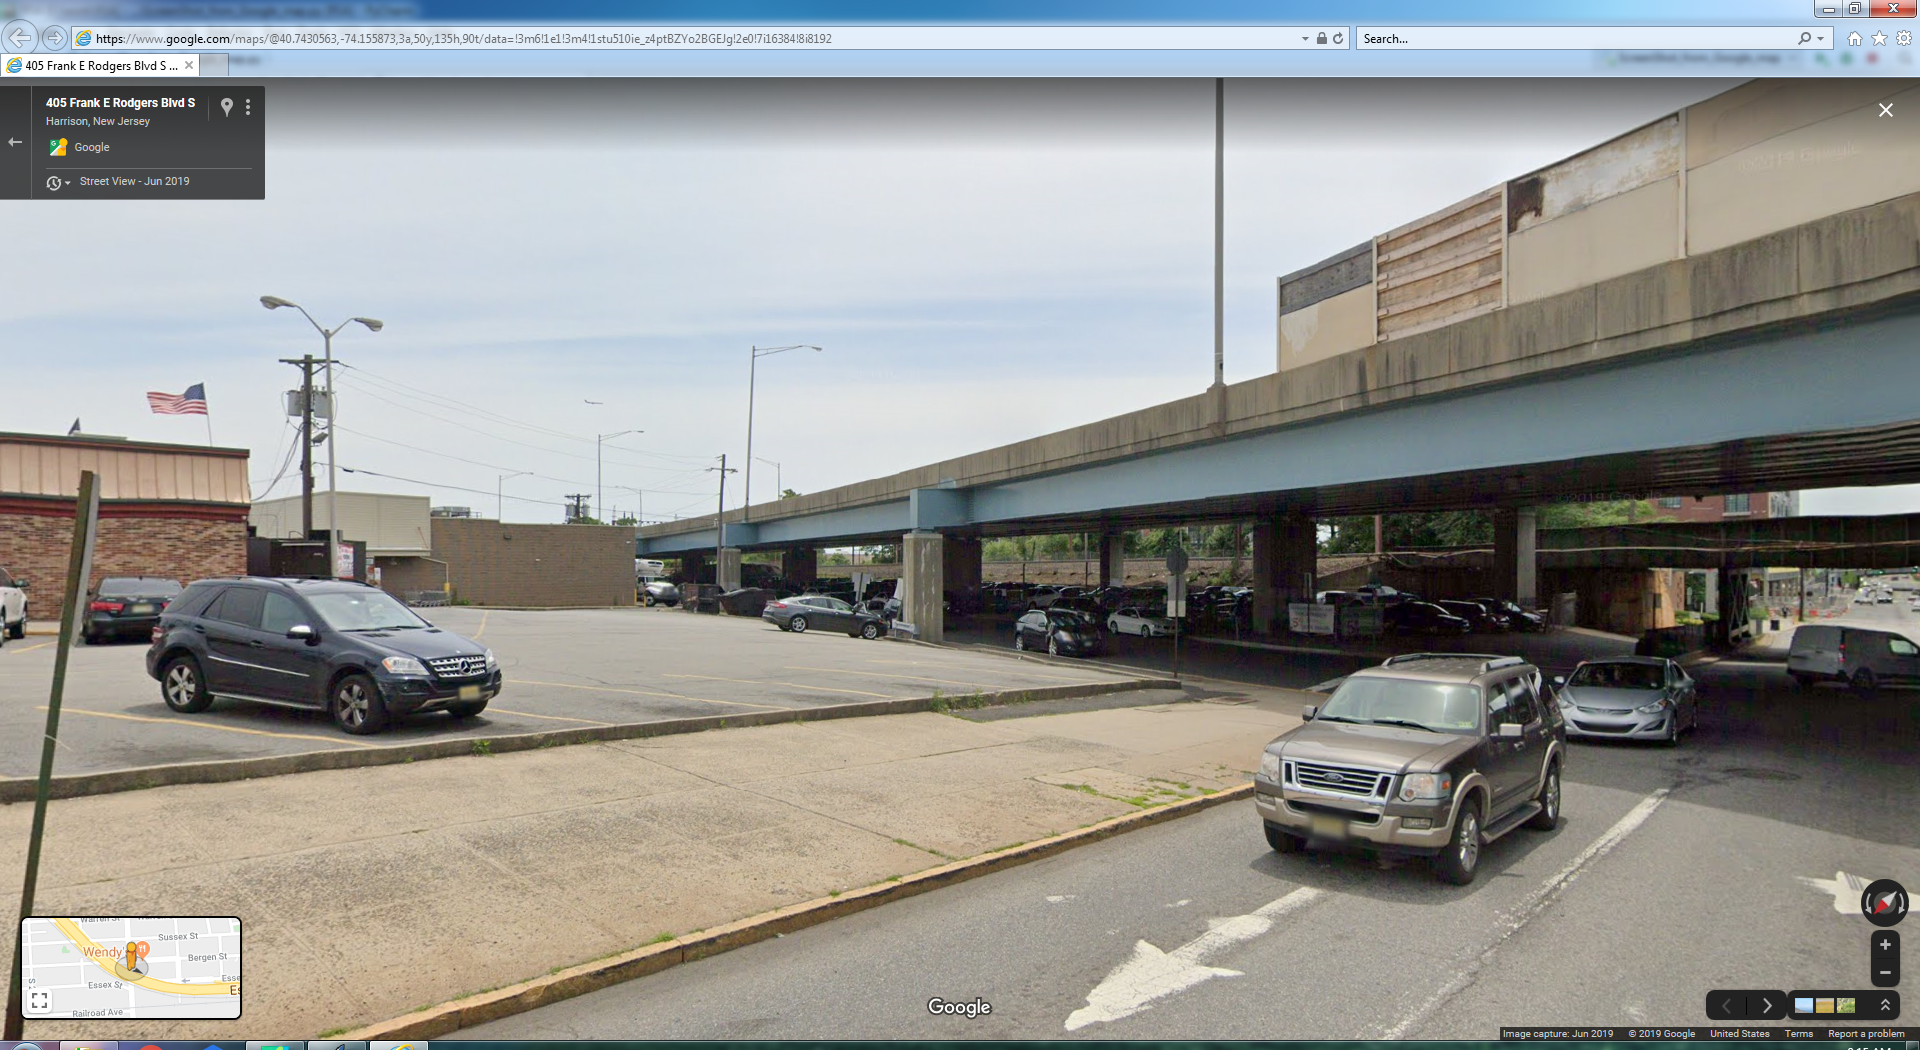 https://www.google.com/maps/@40.7430563,-74.155873,3a,50y,135h,90t/data=!3m6!1e1!3m4!1stu510ie_z4ptBZYo2BGEJg!2e0!7i16384!8i8192
Search...
405 Frank E Rodgers Blvd S ...
405 Frank E Rodgers Blvd S
Harrison, New Jersey
Google
Street View - Jun 2019
Sussex St
Wendy'
Bergen St
Essex St
Railroad Ave
Google
Image capture: Jun 2019 © 2019 Google United States Terms Report a problem